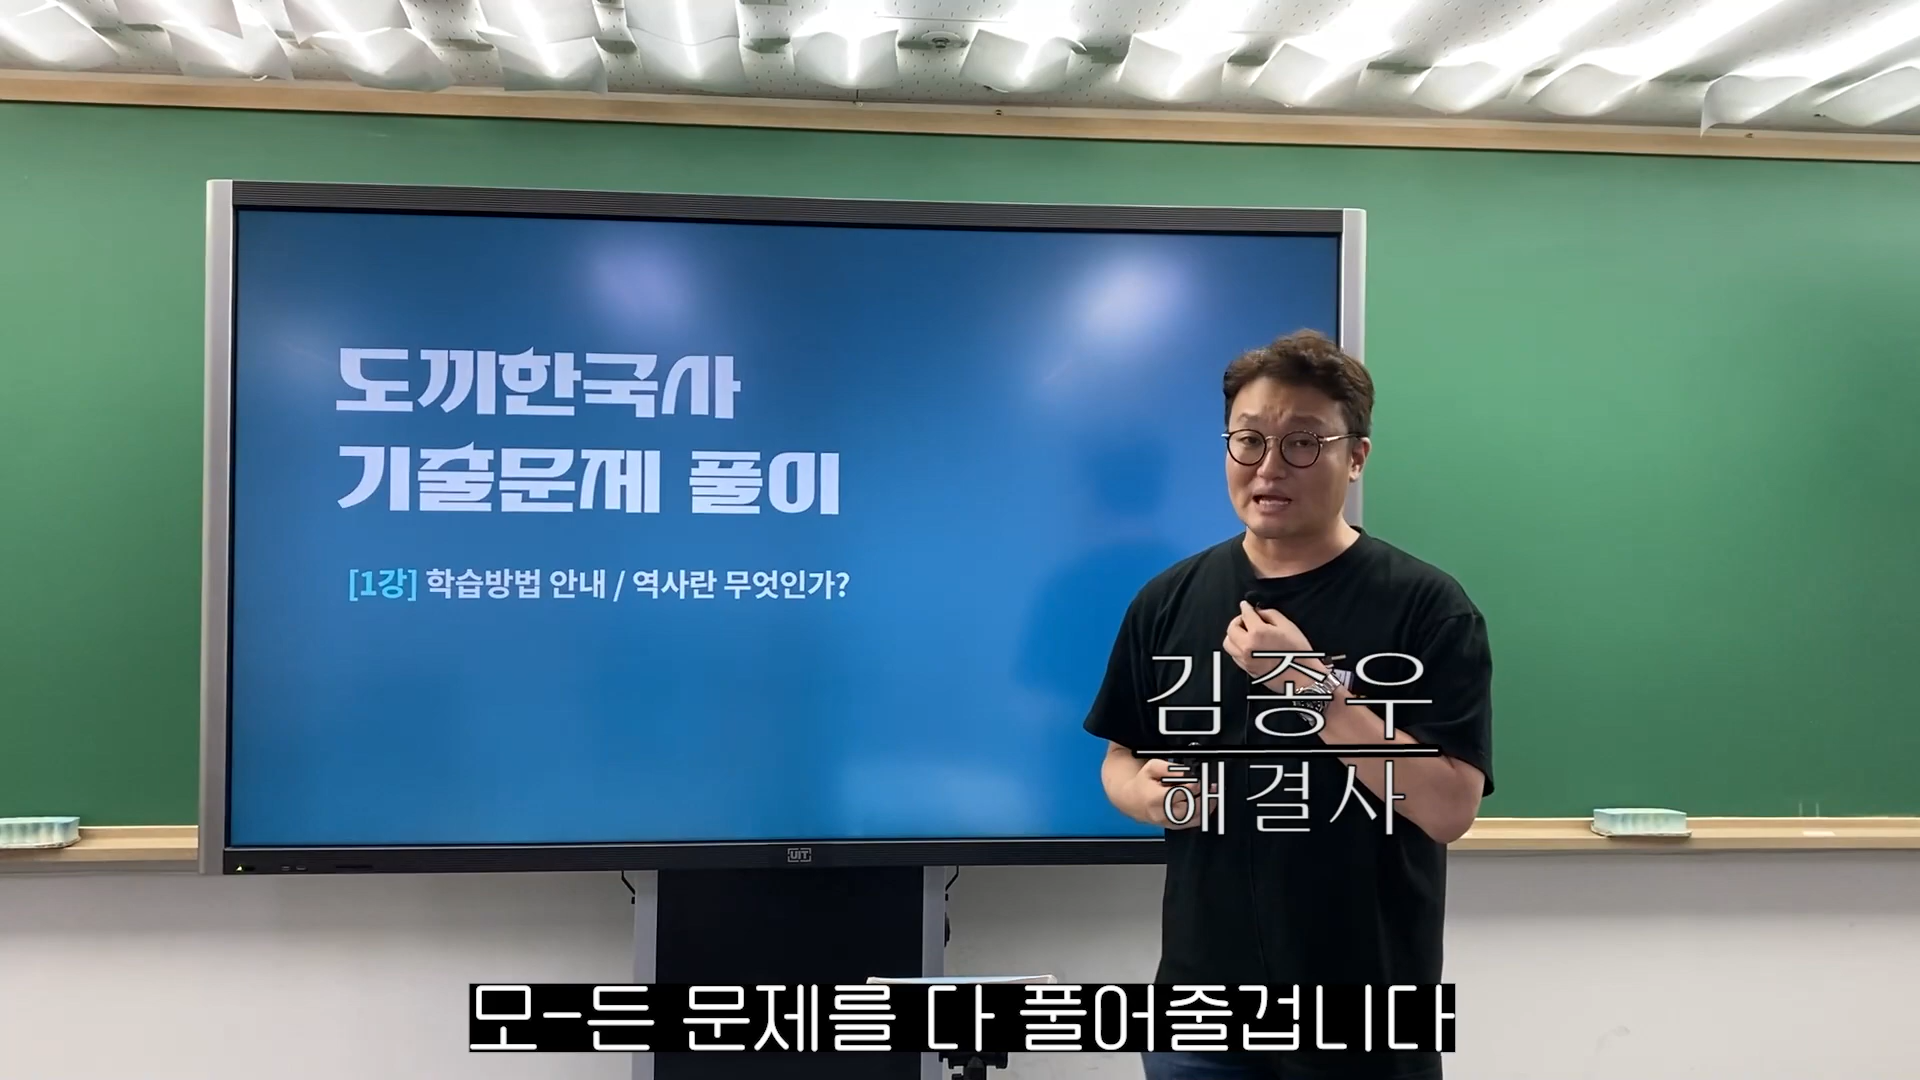 도끼한국사
기출문제 풀이
[1강] 학습방법 안내 / 역사란 무엇인가?
김종우
해결사
UIT
모-든 문제를 다 풀어줄겁니다